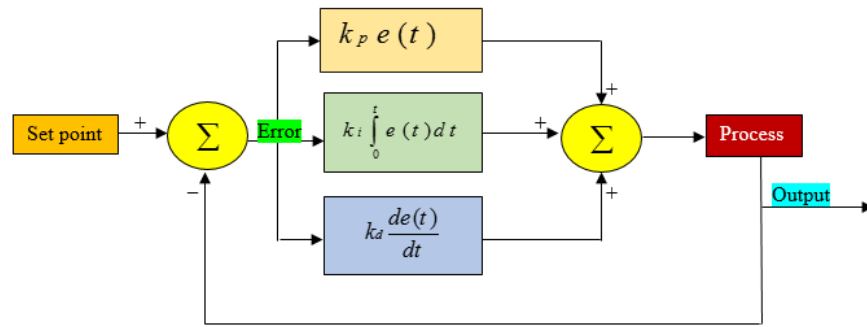 k_p e(t)
+
Set point
+
Σ
Error
k_i ∫_0^t e(t)dt
+
Σ
Process
−
+
Output
k_d de(t)/dt